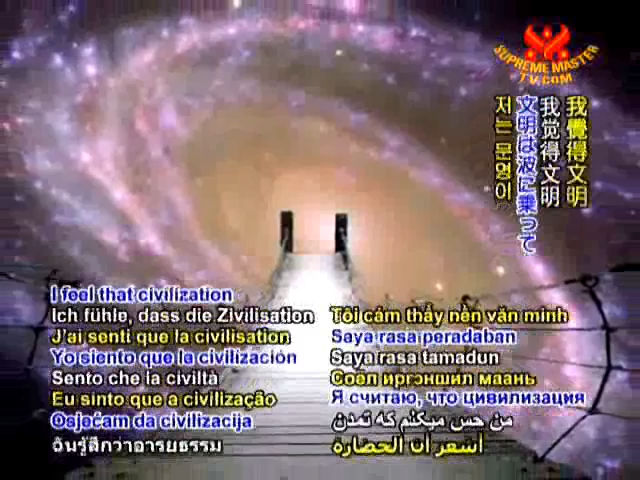 SUPREME MASTER
TV.COM
我覺得文明
我觉得文明
文明は波に乗って
저는 문명이
I feel that civilization
Ich fühle, dass die Zivilisation
J'ai senti que la civilisation
Yo siento que la civilización
Sento che la civiltà
Eu sinto que a civilização
Osjećam da civilizacija
ฉันรู้สึกว่าอารยธรรม
Tôi cảm thấy nền văn minh
Saya rasa peradaban
Saya rasa tamadun
Соёл иргэншил маань
Я считаю, что цивилизация
من حس میکنم که تمدن
أشعر أن الحضارة